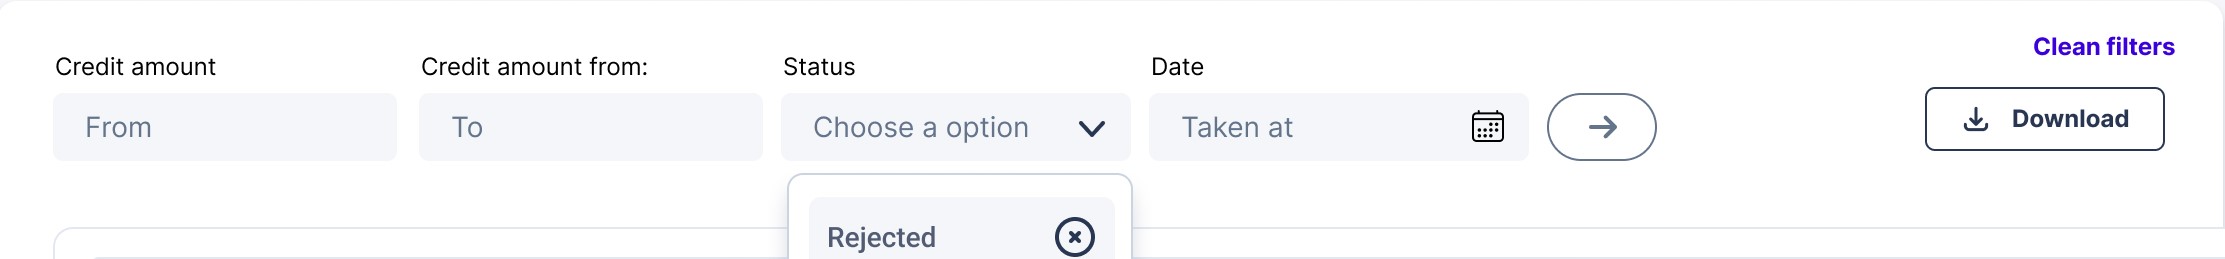 Clean filters
Credit amount
Credit amount from:
Status
Date
From
To
Choose a option
Taken at
Download
Rejected